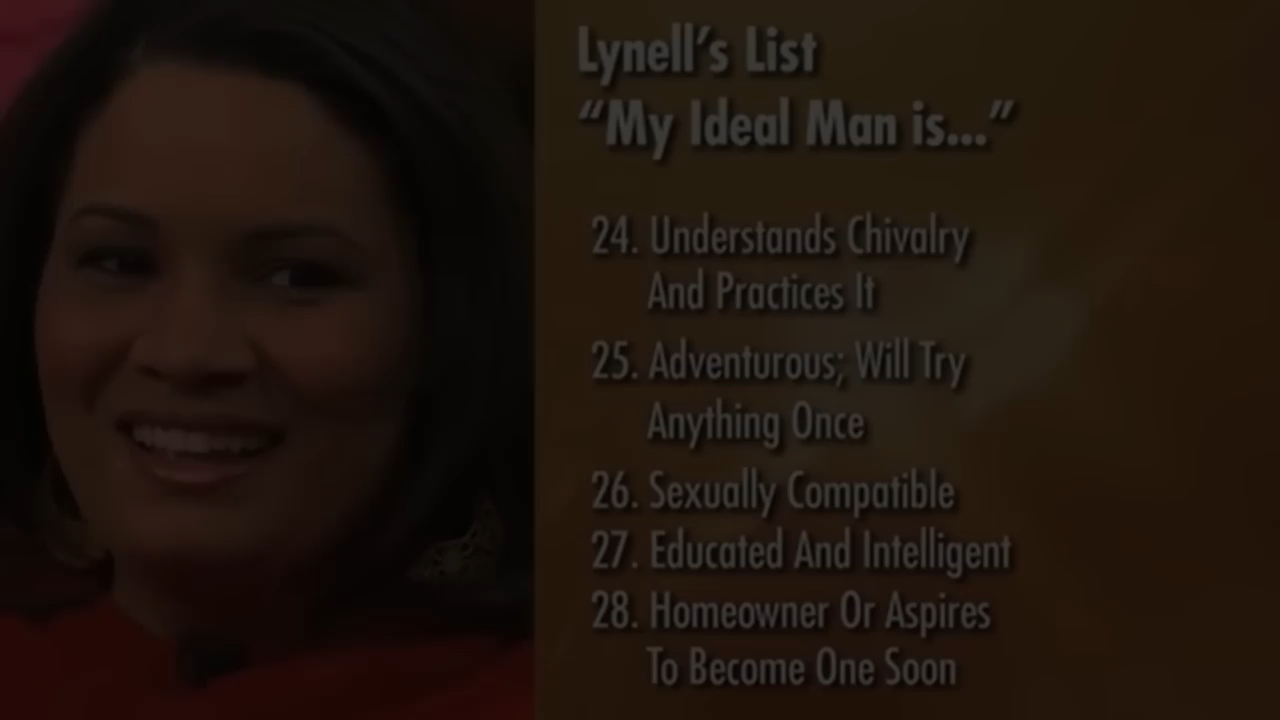 Lynell's List
“My Ideal Man is...”
24. Understands Chivalry
And Practices It
25. Adventurous; Will Try
Anything Once
26. Sexually Compatible
27. Educated And Intelligent
28. Homeowner Or Aspires
To Become One Soon